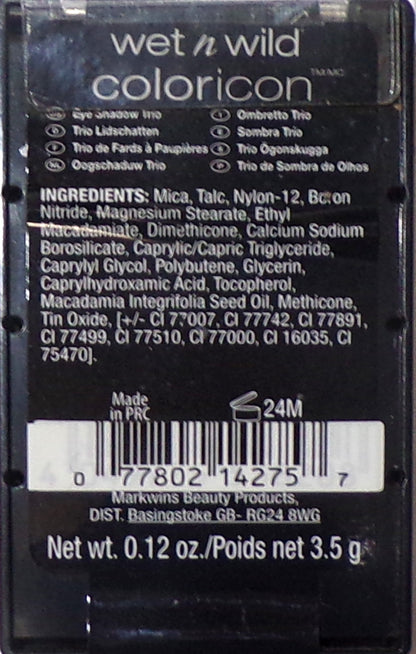 wet n wild
coloricon™/MC
Eye Shadow Trio
Ombretto Trio
Trio Lidschatten
Sombra Trio
Trio de Fards à Paupières
Trio Ögonskugga
NL Oogschaduw Trio
Trio de Sombra de Olhos
INGREDIENTS: Mica, Talc, Nylon-12, Boron
Nitride, Magnesium Stearate, Ethyl
Macadamiate, Dimethicone, Calcium Sodium
Borosilicate, Caprylic/Capric Triglyceride,
Caprylyl Glycol, Polybutene, Glycerin,
Caprylhydroxamic Acid, Tocopherol,
Macadamia Integrifolia Seed Oil, Methicone,
Tin Oxide, [+/- CI 77007, CI 77742, CI 77891,
CI 77499, CI 77510, CI 77000, CI 16035, CI
75470].
Made
in PRC
24M
0 77802 14275 7
Markwins Beauty Products,
DIST. Basingstoke GB- RG24 8WG
Net wt. 0.12 oz./Poids net 3.5 g